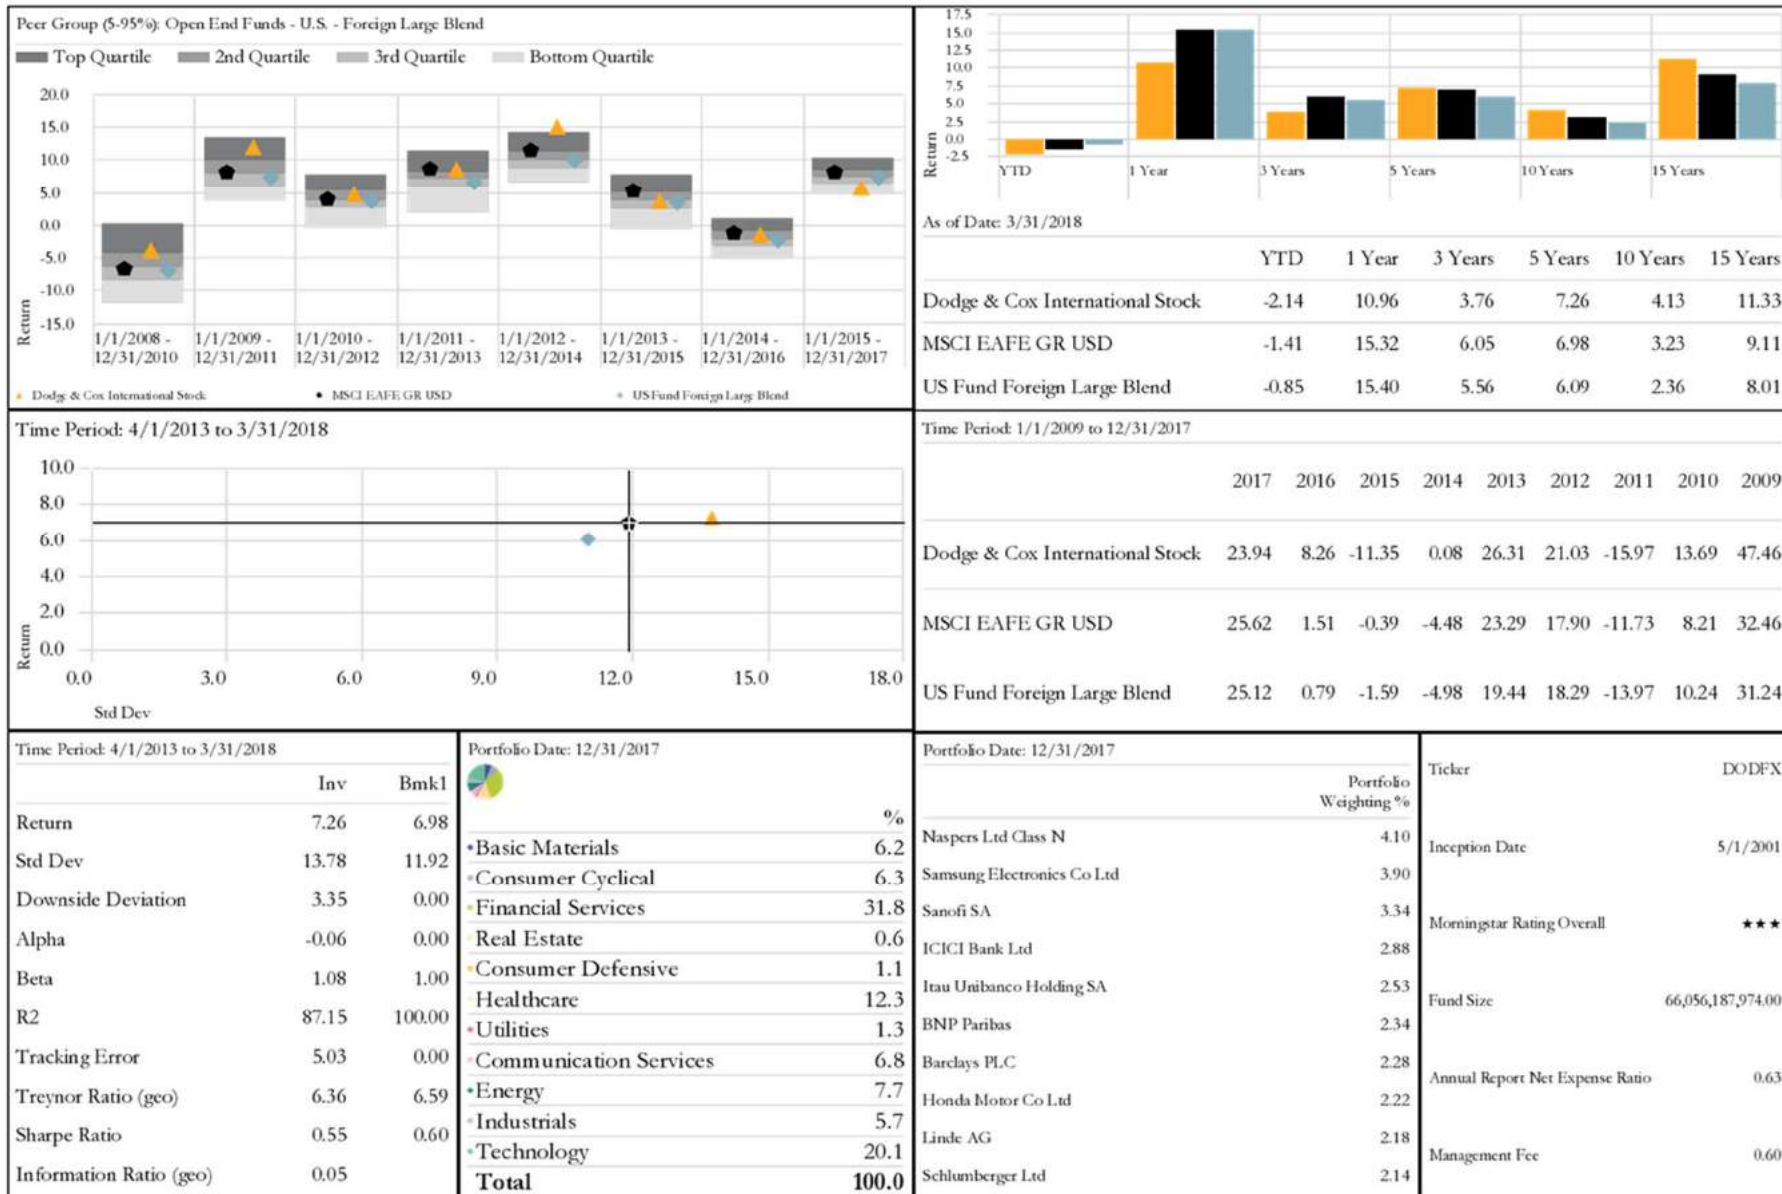 Peer Group (5-95%): Open End Funds - U.S. - Foreign Large Blend
Top Quartile 2nd Quartile 3rd Quartile Bottom Quartile
20.0
15.0
10.0
5.0
0.0
-5.0
-10.0
-15.0
Return
1/1/2008 - 1/1/2009 - 1/1/2010 - 1/1/2011 - 1/1/2012 - 1/1/2013 - 1/1/2014 - 1/1/2015 -
12/31/2010 12/31/2011 12/31/2012 12/31/2013 12/31/2014 12/31/2015 12/31/2016 12/31/2017
Dodge & Cox International Stock MSCI EAFE GR USD US Fund Foreign Large Blend
17.5
15.0
12.5
10.0
7.5
5.0
2.5
0.0
-2.5
Return
YTD 1 Year 3 Years 5 Years 10 Years 15 Years
As of Date: 3/31/2018
YTD 1 Year 3 Years 5 Years 10 Years 15 Years
Dodge & Cox International Stock -2.14 10.96 3.76 7.26 4.13 11.33
MSCI EAFE GR USD -1.41 15.32 6.05 6.98 3.23 9.11
US Fund Foreign Large Blend -0.85 15.40 5.56 6.09 2.36 8.01
Time Period: 4/1/2013 to 3/31/2018
10.0
8.0
6.0
4.0
2.0
0.0
Return
0.0 3.0 6.0 9.0 12.0 15.0 18.0
Std Dev
Time Period: 1/1/2009 to 12/31/2017
2017 2016 2015 2014 2013 2012 2011 2010 2009
Dodge & Cox International Stock 23.94 8.26 -11.35 0.08 26.31 21.03 -15.97 13.69 47.46
MSCI EAFE GR USD 25.62 1.51 -0.39 -4.48 23.29 17.90 -11.73 8.21 32.46
US Fund Foreign Large Blend 25.12 0.79 -1.59 -4.98 19.44 18.29 -13.97 10.24 31.24
Time Period: 4/1/2013 to 3/31/2018
Inv Bmk1
Return 7.26 6.98
Std Dev 13.78 11.92
Downside Deviation 3.35 0.00
Alpha -0.06 0.00
Beta 1.08 1.00
R2 87.15 100.00
Tracking Error 5.03 0.00
Treynor Ratio (geo) 6.36 6.59
Sharpe Ratio 0.55 0.60
Information Ratio (geo) 0.05
Portfolio Date: 12/31/2017
%
Basic Materials 6.2
Consumer Cyclical 6.3
Financial Services 31.8
Real Estate 0.6
Consumer Defensive 1.1
Healthcare 12.3
Utilities 1.3
Communication Services 6.8
Energy 7.7
Industrials 5.7
Technology 20.1
Total 100.0
Portfolio Date: 12/31/2017
Portfolio
Weighting %
Naspers Ltd Class N 4.10
Samsung Electronics Co Ltd 3.90
Sanofi SA 3.34
ICICI Bank Ltd 2.88
Itau Unibanco Holding SA 2.53
BNP Paribas 2.34
Barclays PLC 2.28
Honda Motor Co Ltd 2.22
Linde AG 2.18
Schlumberger Ltd 2.14
Ticker DODFX
Inception Date 5/1/2001
Morningstar Rating Overall ★★★
Fund Size 66,056,187,974.00
Annual Report Net Expense Ratio 0.63
Management Fee 0.60